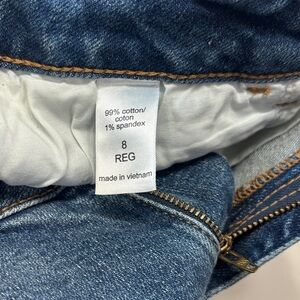 99% cotton/
coton
1% spandex
8
REG
made in vietnam